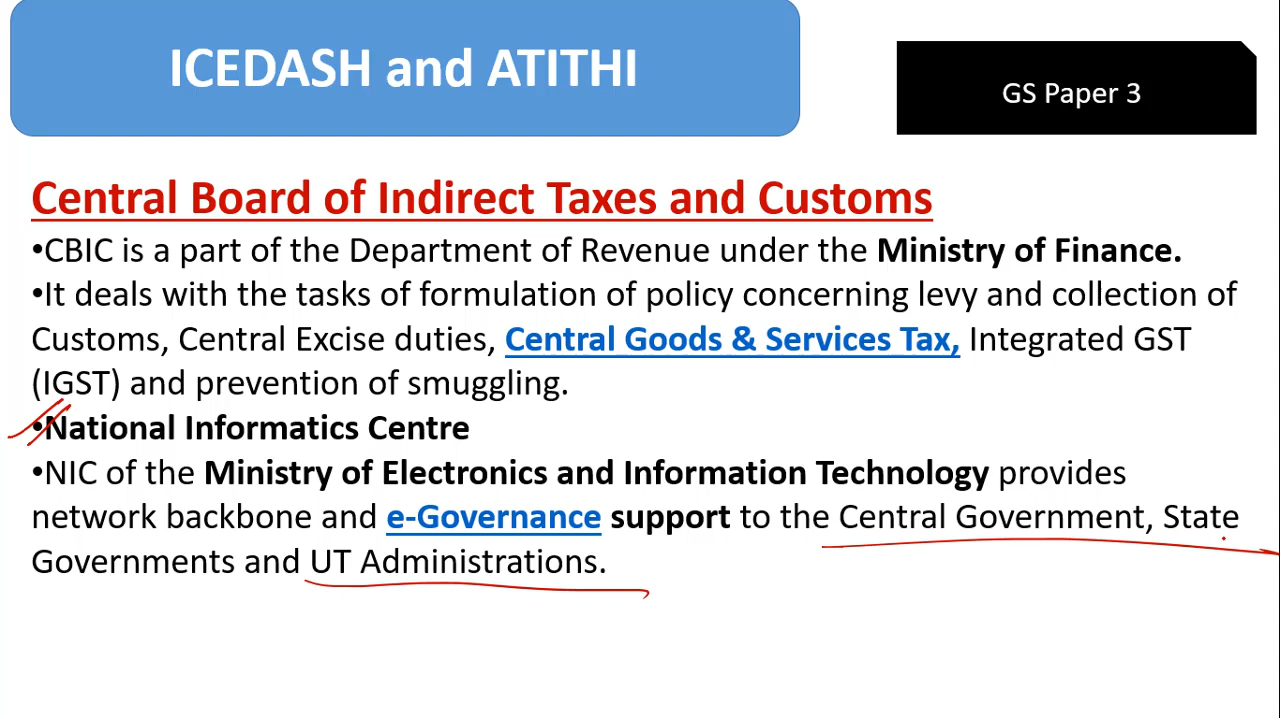 ICEDASH and ATITHI
GS Paper 3
Central Board of Indirect Taxes and Customs
•CBIC is a part of the Department of Revenue under the Ministry of Finance.
•It deals with the tasks of formulation of policy concerning levy and collection of
Customs, Central Excise duties, Central Goods & Services Tax, Integrated GST
(IGST) and prevention of smuggling.
•National Informatics Centre
•NIC of the Ministry of Electronics and Information Technology provides
network backbone and e-Governance support to the Central Government, State
Governments and UT Administrations.